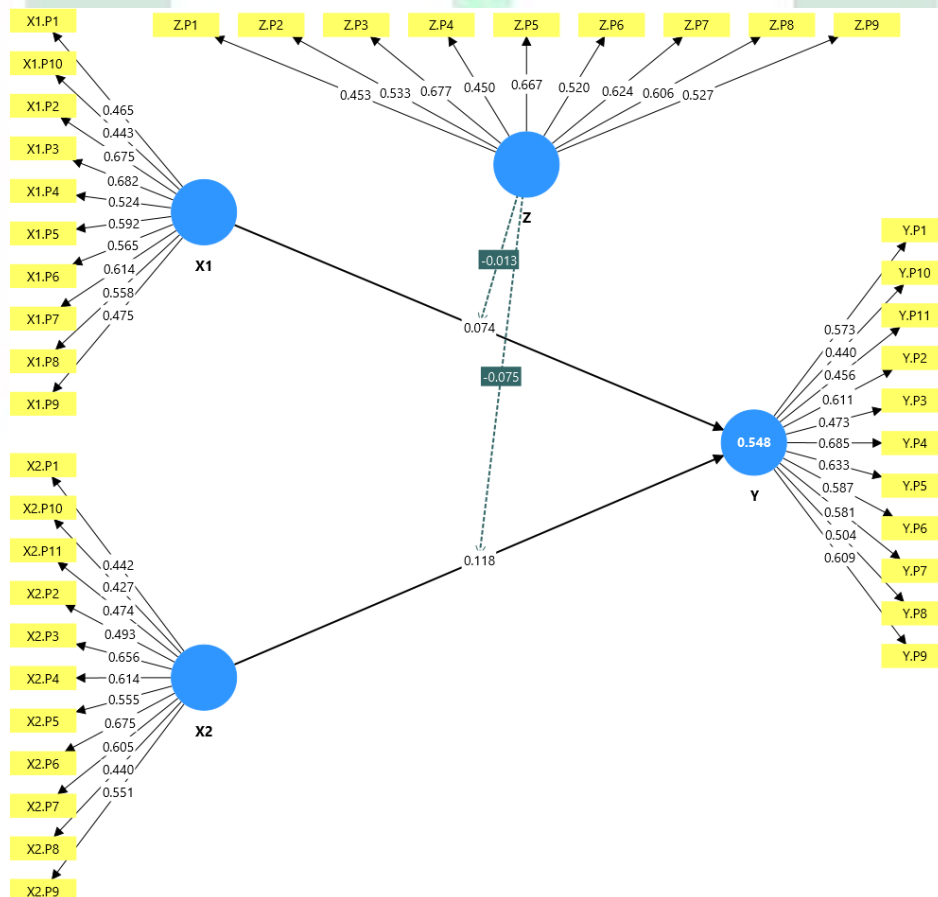 X1.P1
X1.P10
X1.P2
X1.P3
X1.P4
X1.P5
X1.P6
X1.P7
X1.P8
X1.P9
0.465
0.443
0.675
0.682
0.524
0.592
0.565
0.614
0.558
0.475
X1
Z.P1 Z.P2 Z.P3 Z.P4 Z.P5 Z.P6 Z.P7 Z.P8 Z.P9
0.453 0.533 0.677 0.450 0.667 0.520 0.624 0.606 0.527
Z
-0.013
0.074
-0.075
0.118
X2.P1
X2.P10
X2.P11
X2.P2
X2.P3
X2.P4
X2.P5
X2.P6
X2.P7
X2.P8
X2.P9
0.442
0.427
0.474
0.493
0.656
0.614
0.555
0.675
0.605
0.440
0.551
X2
0.548
Y
0.573
0.440
0.456
0.611
0.473
0.685
0.633
0.587
0.581
0.504
0.609
Y.P1
Y.P10
Y.P11
Y.P2
Y.P3
Y.P4
Y.P5
Y.P6
Y.P7
Y.P8
Y.P9